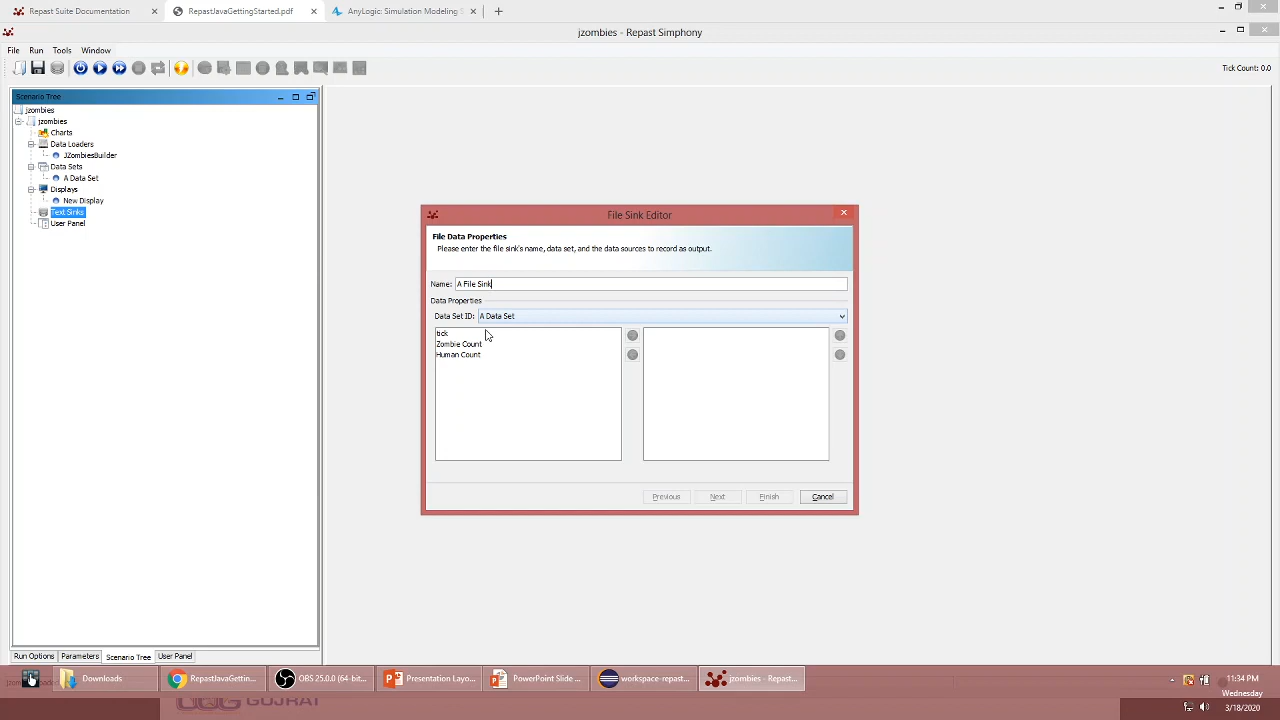 Repast Suite Documentation
RepastJavaGettingStarted.pdf
AnyLogic: Simulation Modeling S
jzombies - Repast Simphony
File Run Tools Window
Tick Count: 0.0
Scenario Tree
jzombies
jzombies
Charts
Data Loaders
JZombiesBuilder
Data Sets
A Data Set
Displays
New Display
Text Sinks
User Panel
File Sink Editor
File Data Properties
Please enter the file sink's name, data set, and the data sources to record as output.
Name: A File Sink
Data Properties
Data Set ID: A Data Set
tick
Zombie Count
Human Count
Previous Next Finish Cancel
Run Options Parameters Scenario Tree User Panel
Downloads
RepastJavaGettin...
OBS 25.0.0 (64-bit...
Presentation Layo...
PowerPoint Slide ...
workspace-repast...
jzombies - Repast...
11:34 PM
Wednesday
3/18/2020
GUJRAT